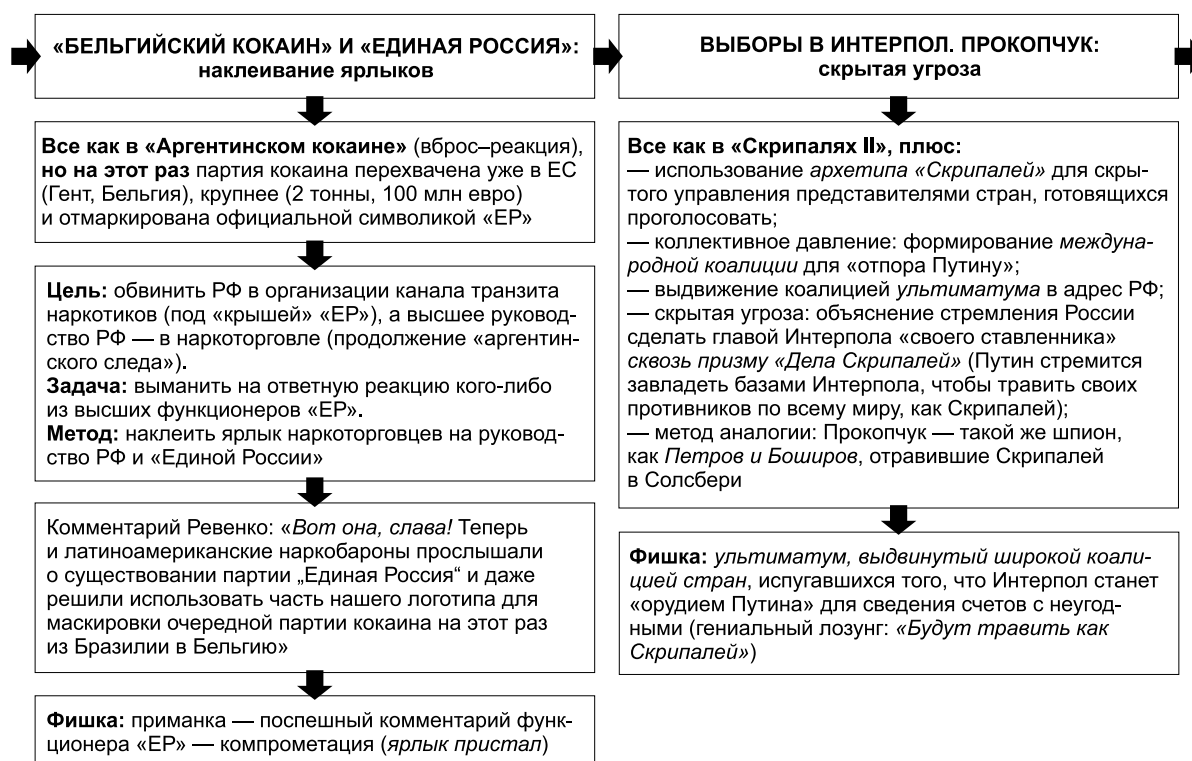 «БЕЛЬГИЙСКИЙ КОКАИН» И «ЕДИНАЯ РОССИЯ»:
наклеивание ярлыков
Все как в «Аргентинском кокаине» (вброс–реакция),
но на этот раз партия кокаина перехвачена уже в ЕС
(Гент, Бельгия), крупнее (2 тонны, 100 млн евро)
и отмаркирована официальной символикой «ЕР»
Цель: обвинить РФ в организации канала транзита
наркотиков (под «крышей» «ЕР»), а высшее руковод-
ство РФ — в наркоторговле (продолжение «аргентин-
ского следа»).
Задача: выманить на ответную реакцию кого-либо
из высших функционеров «ЕР».
Метод: наклеить ярлык наркоторговцев на руковод-
ство РФ и «Единой России»
Комментарий Ревенко: «Вот она, слава! Теперь
и латиноамериканские наркобароны прослышали
о существовании партии „Единая Россия“ и даже
решили использовать часть нашего логотипа для
маскировки очередной партии кокаина на этот раз
из Бразилии в Бельгию»
Фишка: приманка — поспешный комментарий функ-
ционера «ЕР» — компрометация (ярлык пристал)
ВЫБОРЫ В ИНТЕРПОЛ. ПРОКОПЧУК:
скрытая угроза
Все как в «Скрипалях II», плюс:
— использование архетипа «Скрипалей» для скры-
того управления представителями стран, готовящихся
проголосовать;
— коллективное давление: формирование междуна-
родной коалиции для «отпора Путину»;
— выдвижение коалицией ультиматума в адрес РФ;
— скрытая угроза: объяснение стремления России
сделать главой Интерпола «своего ставленника»
сквозь призму «Дела Скрипалей» (Путин стремится
завладеть базами Интерпола, чтобы травить своих
противников по всему миру, как Скрипалей);
— метод аналогии: Прокопчук — такой же шпион,
как Петров и Боширов, отравившие Скрипалей
в Солсбери
Фишка: ультиматум, выдвинутый широкой коали-
цией стран, испугавшихся того, что Интерпол станет
«орудием Путина» для сведения счетов с неугод-
ными (гениальный лозунг: «Будут травить как
Скрипалей»)